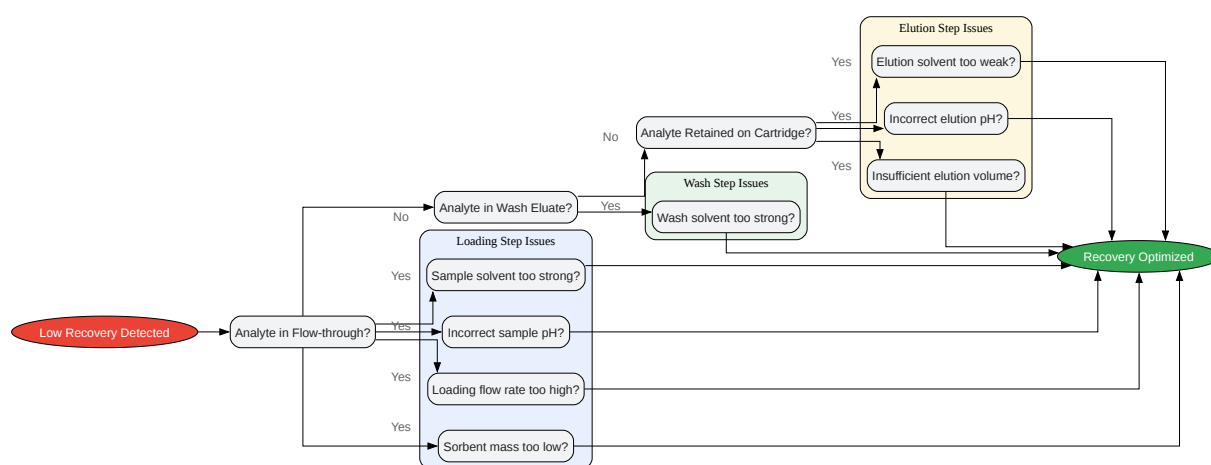 Elution Step Issues
Yes
Elution solvent too weak?
Yes
Incorrect elution pH?
No
Analyte Retained on Cartridge?
Yes
Insufficient elution volume?
Wash Step Issues
Analyte in Wash Eluate?
Yes
Wash solvent too strong?
No
Loading Step Issues
Recovery Optimized
Yes
Sample solvent too strong?
Low Recovery Detected
Analyte in Flow-through?
Yes
Incorrect sample pH?
Yes
Loading flow rate too high?
Yes
Sorbent mass too low?